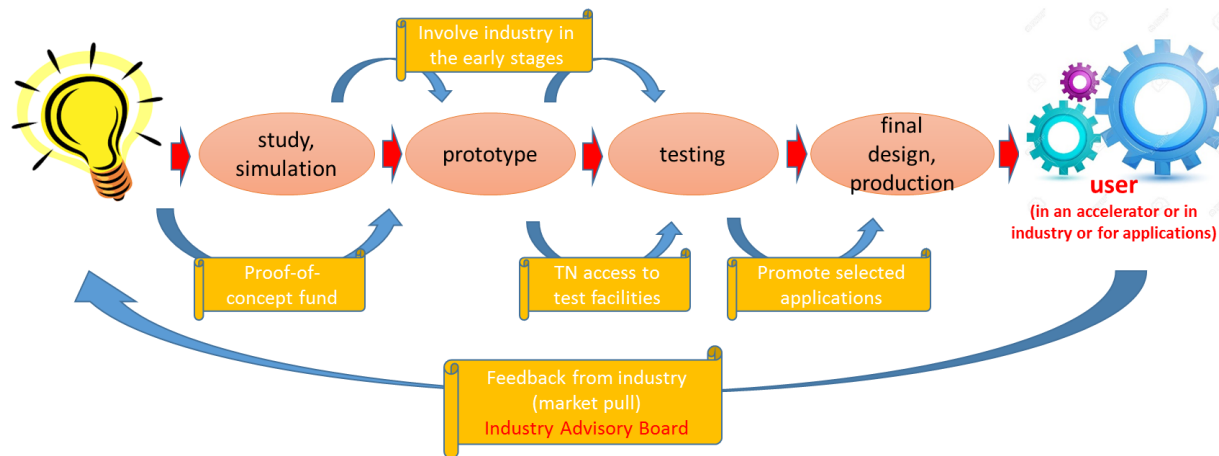 Involve industry in
the early stages
study,
simulation
prototype
testing
final
design,
production
user
(in an accelerator or in
industry or for applications)
Proof-of-
concept fund
TN access to
test facilities
Promote selected
applications
Feedback from industry
(market pull)
Industry Advisory Board